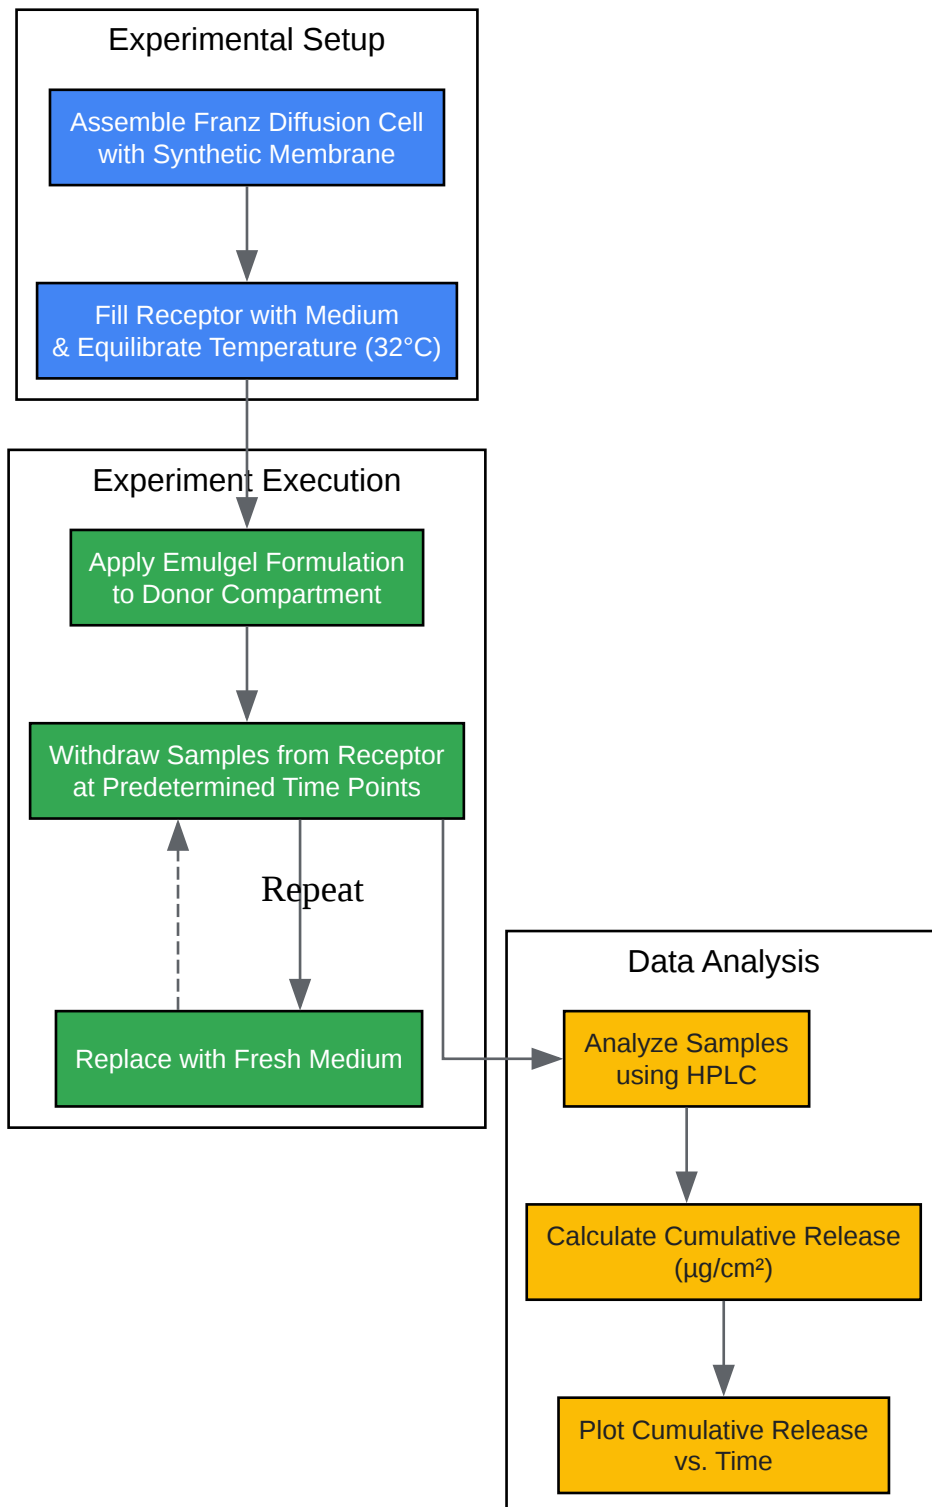 Experimental Setup
Assemble Franz Diffusion Cell
with Synthetic Membrane
Fill Receptor with Medium
& Equilibrate Temperature (32°C)
Experiment Execution
Apply Emulgel Formulation
to Donor Compartment
Withdraw Samples from Receptor
at Predetermined Time Points
Repeat
Replace with Fresh Medium
Data Analysis
Analyze Samples
using HPLC
Calculate Cumulative Release
(µg/cm²)
Plot Cumulative Release
vs. Time